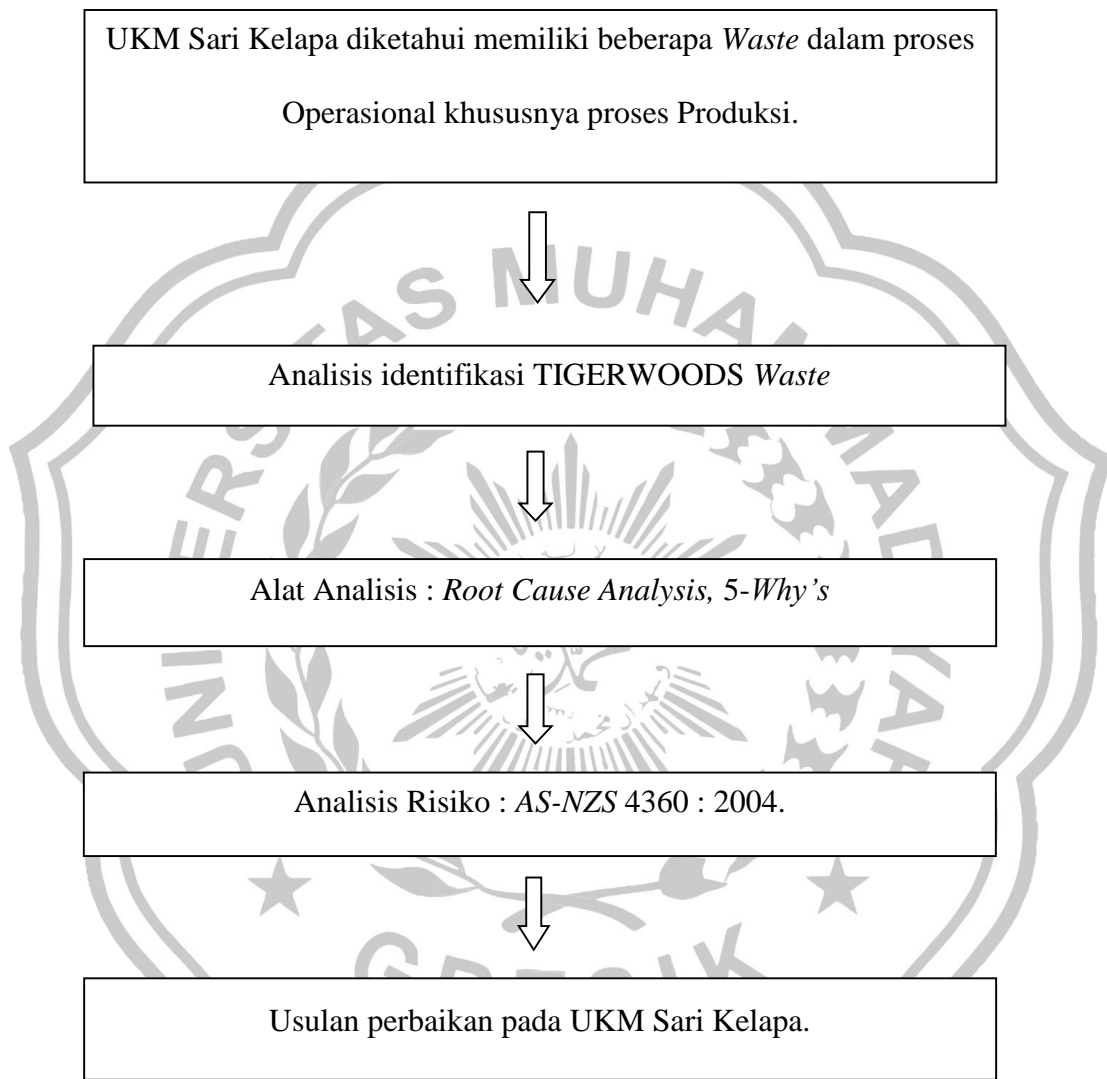 UKM Sari Kelapa diketahui memiliki beberapa Waste dalam proses
Operasional khususnya proses Produksi.
Analisis identifikasi TIGERWOODS Waste
Alat Analisis : Root Cause Analysis, 5-Why's
Analisis Risiko : AS-NZS 4360 : 2004.
Usulan perbaikan pada UKM Sari Kelapa.
GRESIK